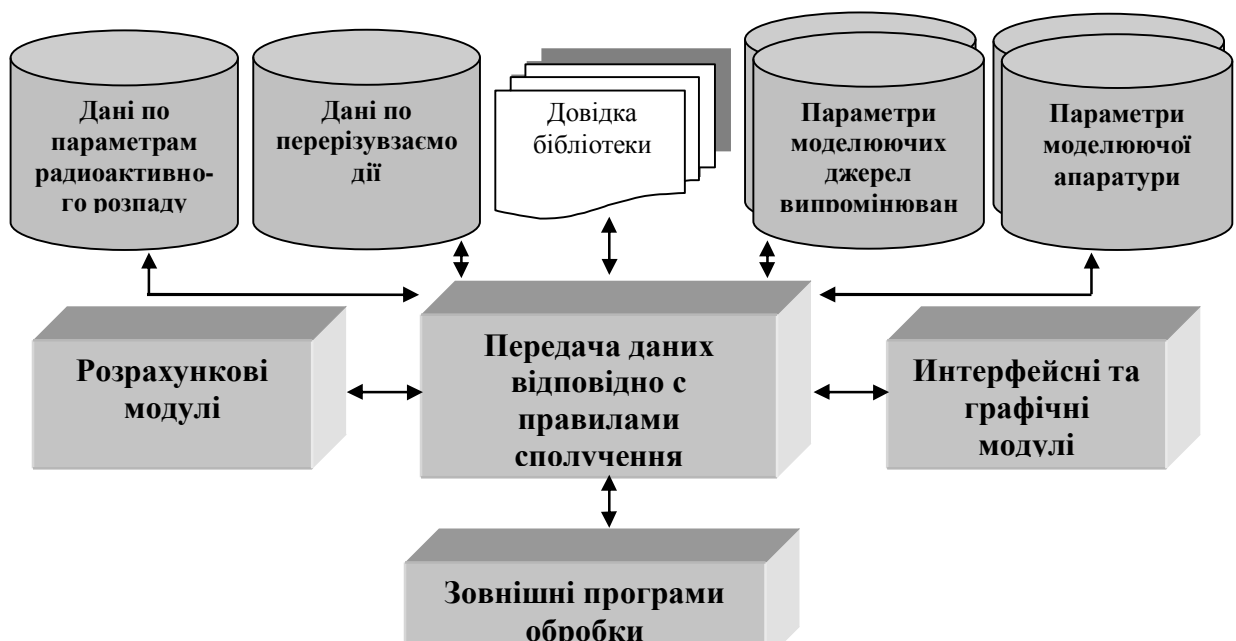 Дані по
параметрам
радиоактивно-
го розпаду
Дані по
перерізувзаємо
дії
Довідка
бібліотеки
Параметри
моделюючих
джерел
випромінюван
Параметри
моделюючої
апаратури
Розрахункові
модулі
Передача даних
відповідно с
правилами
сполучення
Интерфейсні та
графічні
модулі
Зовнішні програми
обробки